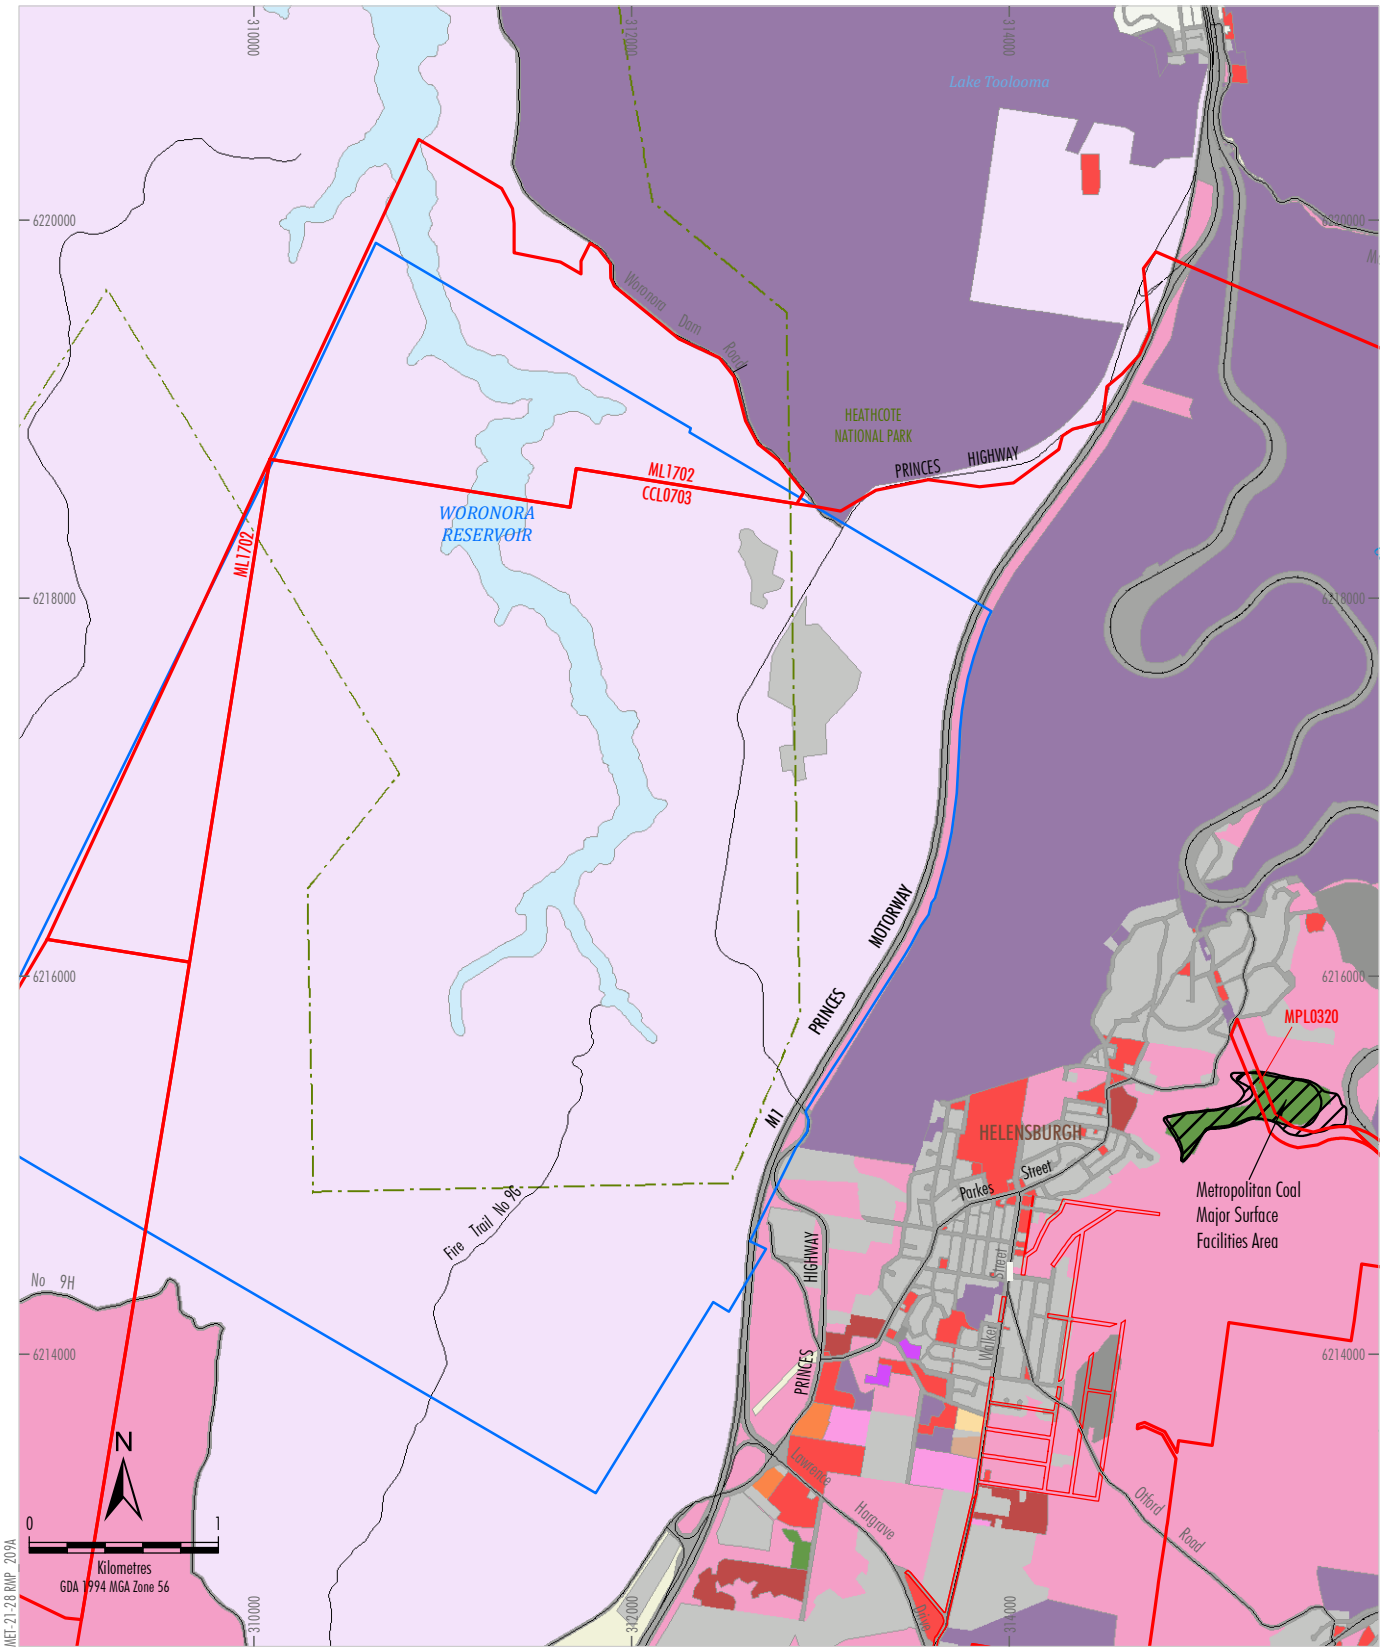 310000
312000
314000
Lake Toolooma
6220000
6220000
Woronora Dam Road
HEATHCOTE
NATIONAL PARK
PRINCES HIGHWAY
ML1702
CCL0703
WORONORA
RESERVOIR
ML1702
6218000
6218000
PRINCES MOTORWAY
M1
6216000
6216000
MPL0320
HELENSBURGH
Parkes Street
Metropolitan Coal
Major Surface
Facilities Area
Fire Trail No 9G
No 9H
PRINCES HIGHWAY
Walker Street
6214000
6214000
Lawrence Hargrave Drive
Otford Road
N
0 1
Kilometres
GDA 1994 MGA Zone 56
310000
312000
314000
MET-21-28 RMP_209A